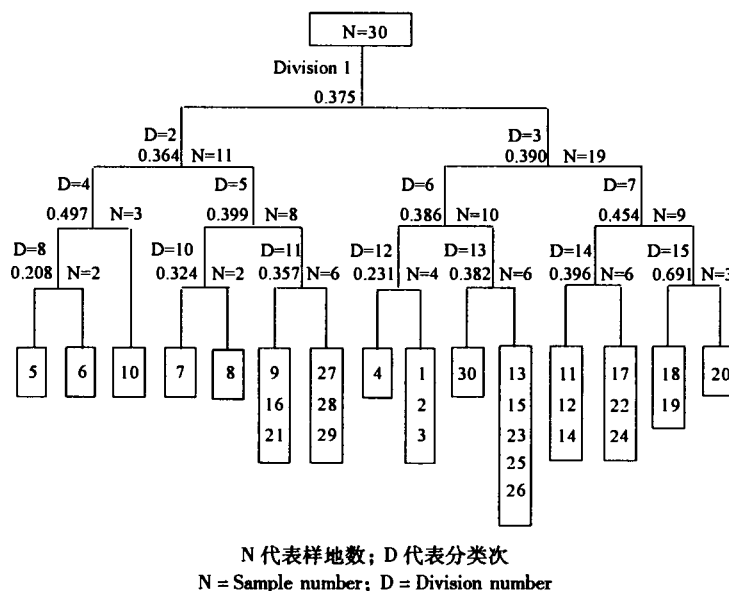 N=30
Division 1
0.375
D=2
D=3
0.364 N=11
0.390 N=19
D=4
D=5
D=6
D=7
0.497 N=3
0.399 N=8
0.386 N=10
0.454 N=9
D=8
D=10
D=11
D=12
D=13
D=14
D=15
0.208 N=2
0.324 N=2
0.357 N=6
0.231 N=4
0.382 N=6
0.396 N=6
0.691 N=3
5
6
10
7
8
9
16
21
27
28
29
4
1
2
3
30
13
15
23
25
26
11
12
14
17
22
24
18
19
20
N 代表样地数; D 代表分类次
N = Sample number; D = Division number